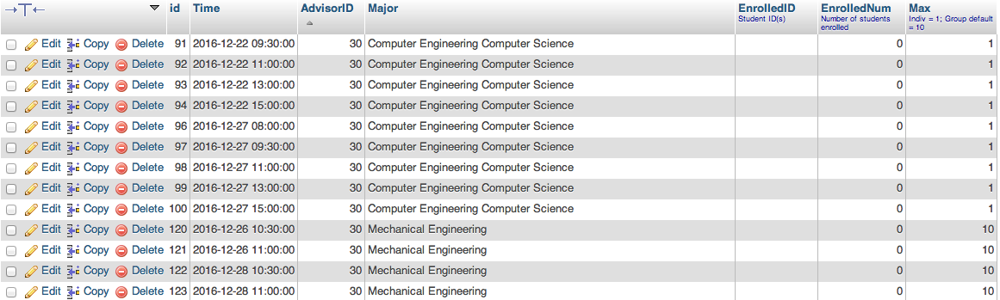 id Time AdvisorID Major EnrolledID EnrolledNum Max
Student ID(s) Number of students enrolled Indiv = 1; Group default = 10
Edit Copy Delete 91 2016-12-22 09:30:00 30 Computer Engineering Computer Science 0 1
Edit Copy Delete 92 2016-12-22 11:00:00 30 Computer Engineering Computer Science 0 1
Edit Copy Delete 93 2016-12-22 13:00:00 30 Computer Engineering Computer Science 0 1
Edit Copy Delete 94 2016-12-22 15:00:00 30 Computer Engineering Computer Science 0 1
Edit Copy Delete 96 2016-12-27 08:00:00 30 Computer Engineering Computer Science 0 1
Edit Copy Delete 97 2016-12-27 09:30:00 30 Computer Engineering Computer Science 0 1
Edit Copy Delete 98 2016-12-27 11:00:00 30 Computer Engineering Computer Science 0 1
Edit Copy Delete 99 2016-12-27 13:00:00 30 Computer Engineering Computer Science 0 1
Edit Copy Delete 100 2016-12-27 15:00:00 30 Computer Engineering Computer Science 0 1
Edit Copy Delete 120 2016-12-26 10:30:00 30 Mechanical Engineering 0 10
Edit Copy Delete 121 2016-12-26 11:00:00 30 Mechanical Engineering 0 10
Edit Copy Delete 122 2016-12-28 10:30:00 30 Mechanical Engineering 0 10
Edit Copy Delete 123 2016-12-28 11:00:00 30 Mechanical Engineering 0 10